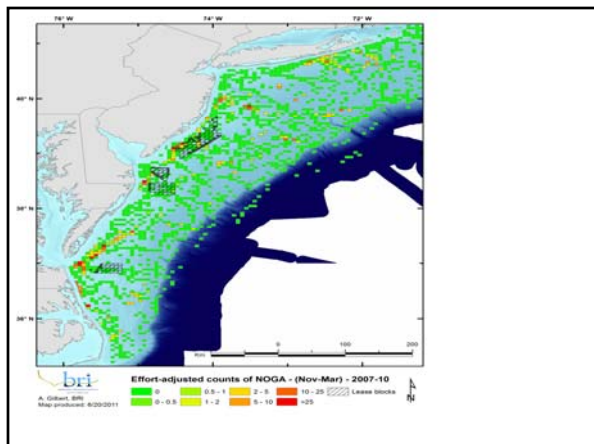 76° W
74° W
72° W
40° N
38° N
36° N
Km
0
50
100
200
bri
Effort-adjusted counts of NOGA - (Nov-Mar) - 2007-10
0
0.5 - 1
2 - 5
10 - 25
Lease blocks
0 - 0.5
1 - 2
5 - 10
>25
A. Gilbert, BRI
Map produced: 6/20/2011
N